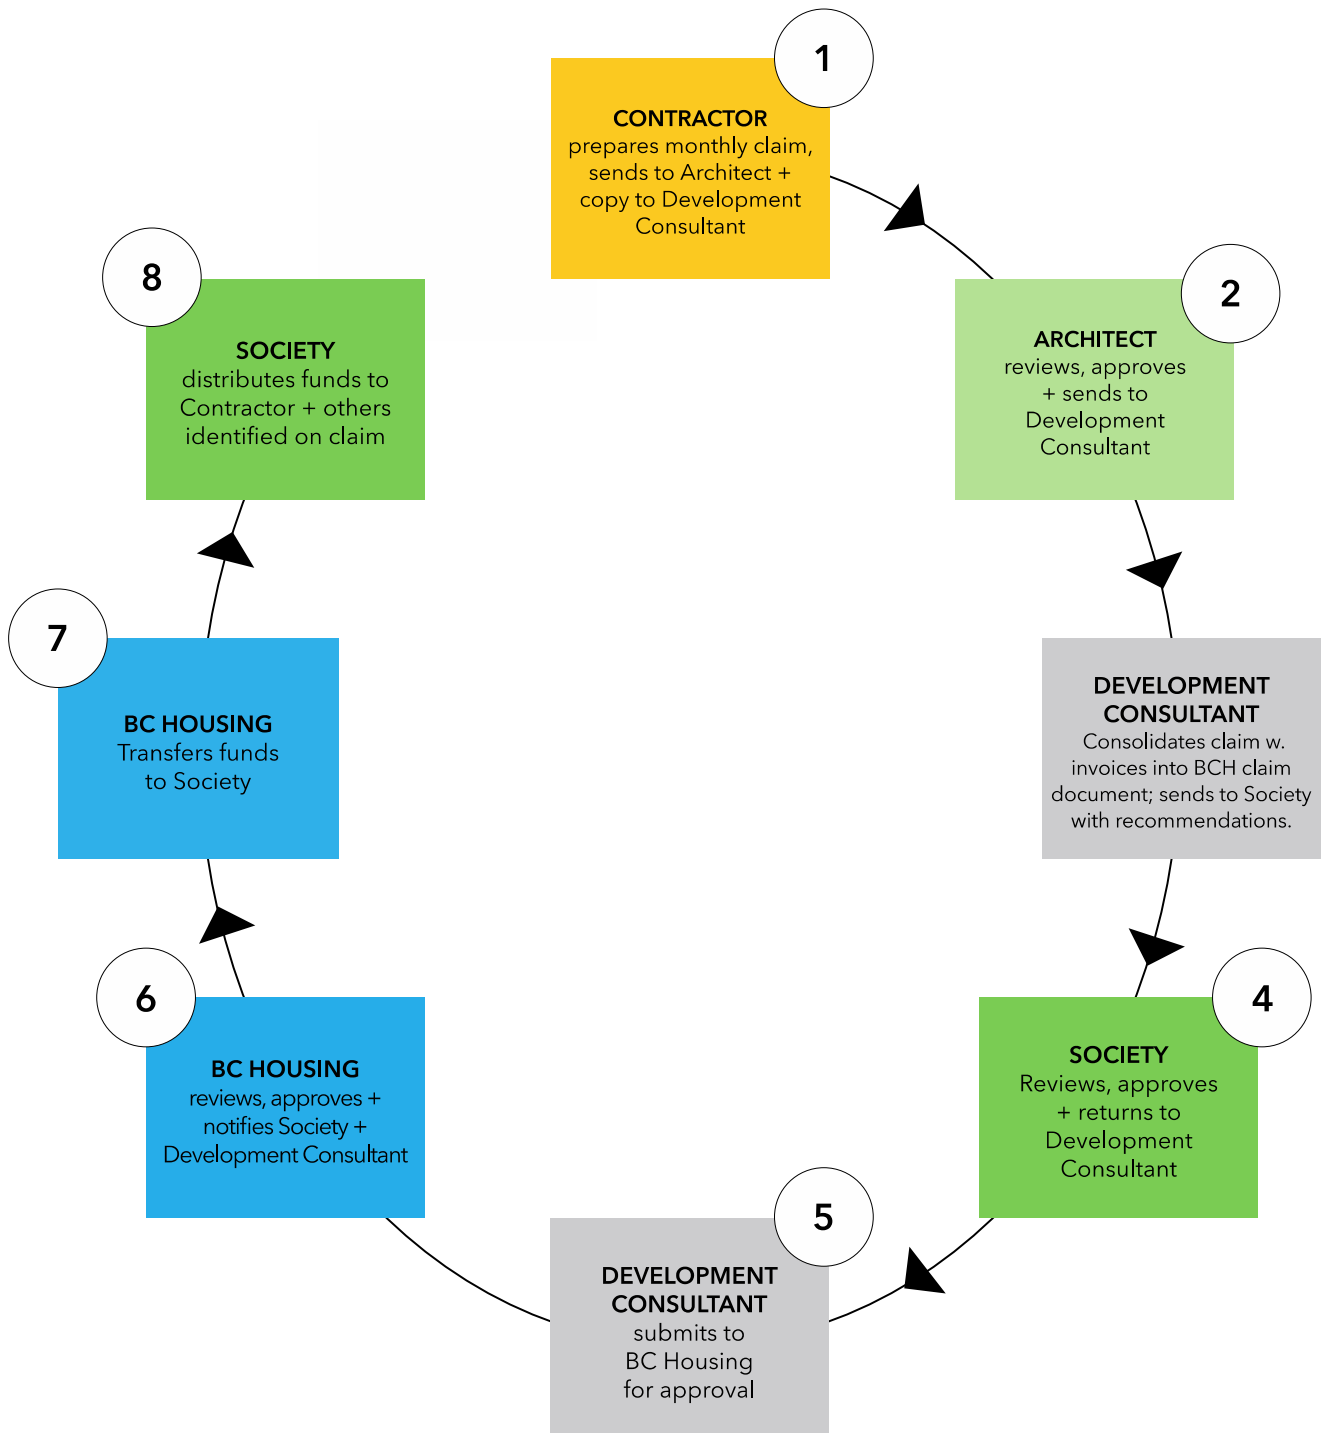 1
CONTRACTOR
prepares monthly claim,
sends to Architect +
copy to Development
Consultant
2
ARCHITECT
reviews, approves
+ sends to
Development
Consultant
DEVELOPMENT
CONSULTANT
Consolidates claim w.
invoices into BCH claim
document; sends to Society
with recommendations.
4
SOCIETY
Reviews, approves
+ returns to
Development
Consultant
5
DEVELOPMENT
CONSULTANT
submits to
BC Housing
for approval
6
BC HOUSING
reviews, approves +
notifies Society +
Development Consultant
7
BC HOUSING
Transfers funds
to Society
8
SOCIETY
distributes funds to
Contractor + others
identified on claim